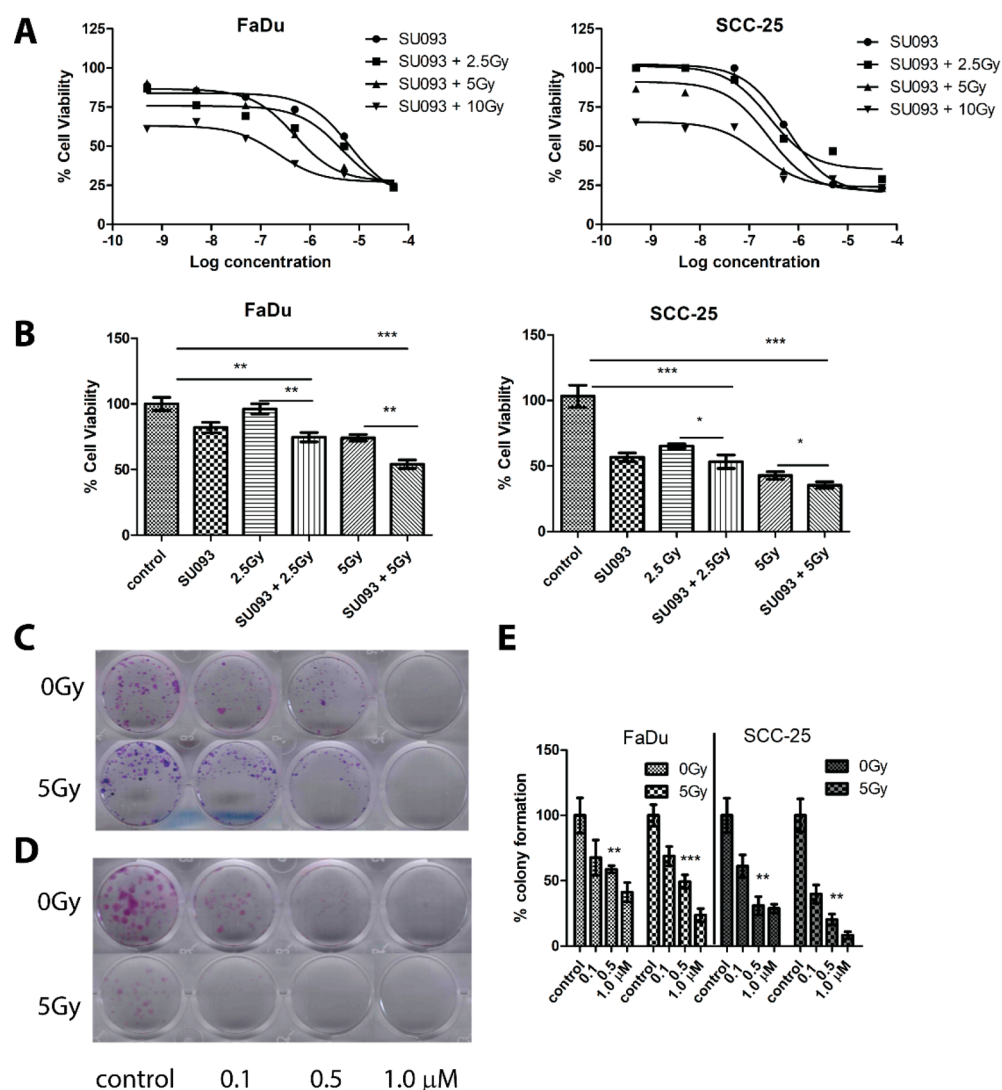 A
FaDu
% Cell Viability
125
100
75
50
25
0
-10 -9 -8 -7 -6 -5 -4
Log concentration
SU093
SU093 + 2.5Gy
SU093 + 5Gy
SU093 + 10Gy
SCC-25
% Cell Viability
125
100
75
50
25
0
-10 -9 -8 -7 -6 -5 -4
Log concentration
SU093
SU093 + 2.5Gy
SU093 + 5Gy
SU093 + 10Gy
B
FaDu
% Cell Viability
150
100
50
0
***
**
**
**
control
SU093
2.5Gy
SU093 + 2.5Gy
5Gy
SU093 + 5Gy
SCC-25
% Cell Viability
150
100
50
0
***
***
*
*
control
SU093
2.5 Gy
SU093 + 2.5Gy
5Gy
SU093 + 5Gy
C
0Gy
5Gy
D
0Gy
5Gy
control 0.1 0.5 1.0 μM
E
FaDu
SCC-25
0Gy
5Gy
0Gy
5Gy
% colony formation
150
100
50
0
**
***
**
**
control
0.1
0.5
1.0 μM
control
0.1
0.5
1.0 μM
control
0.1
0.5
1.0 μM
control
0.1
0.5
1.0 μM